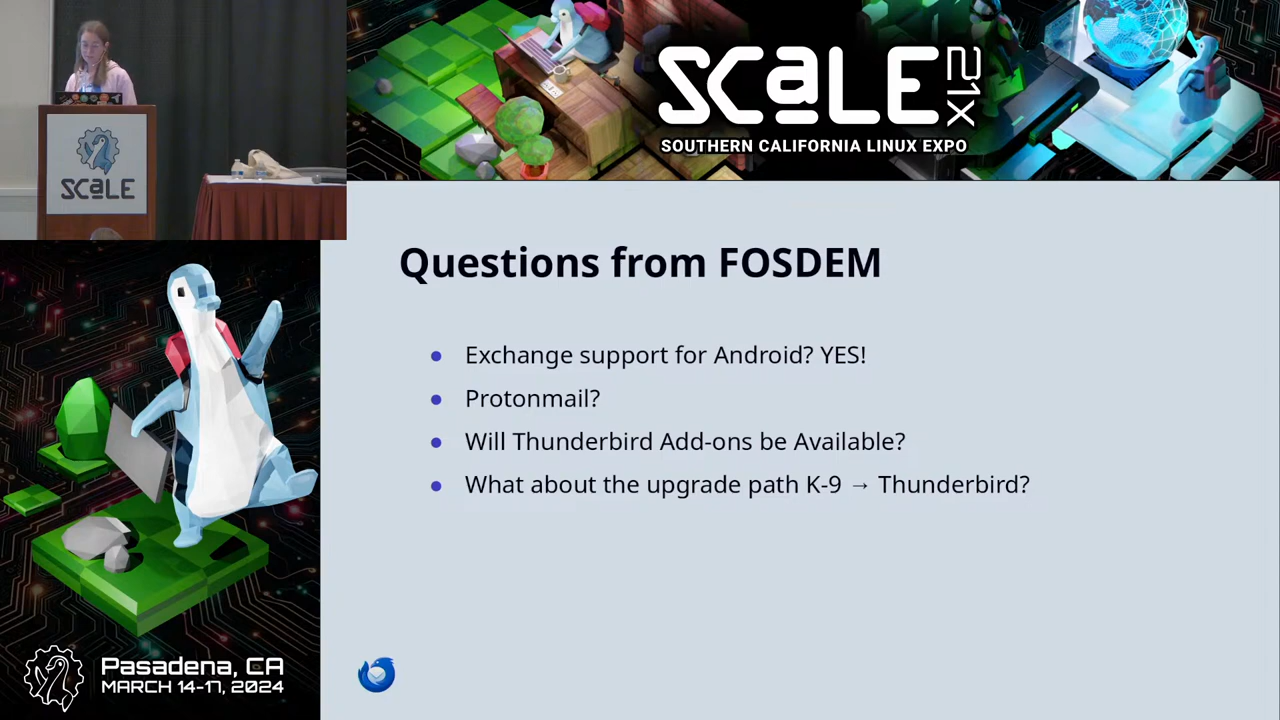 SCALE
SCALE 21X
SOUTHERN CALIFORNIA LINUX EXPO
Questions from FOSDEM
● Exchange support for Android? YES!
● Protonmail?
● Will Thunderbird Add-ons be Available?
● What about the upgrade path K-9 → Thunderbird?
Pasadena, CA
MARCH 14-17, 2024